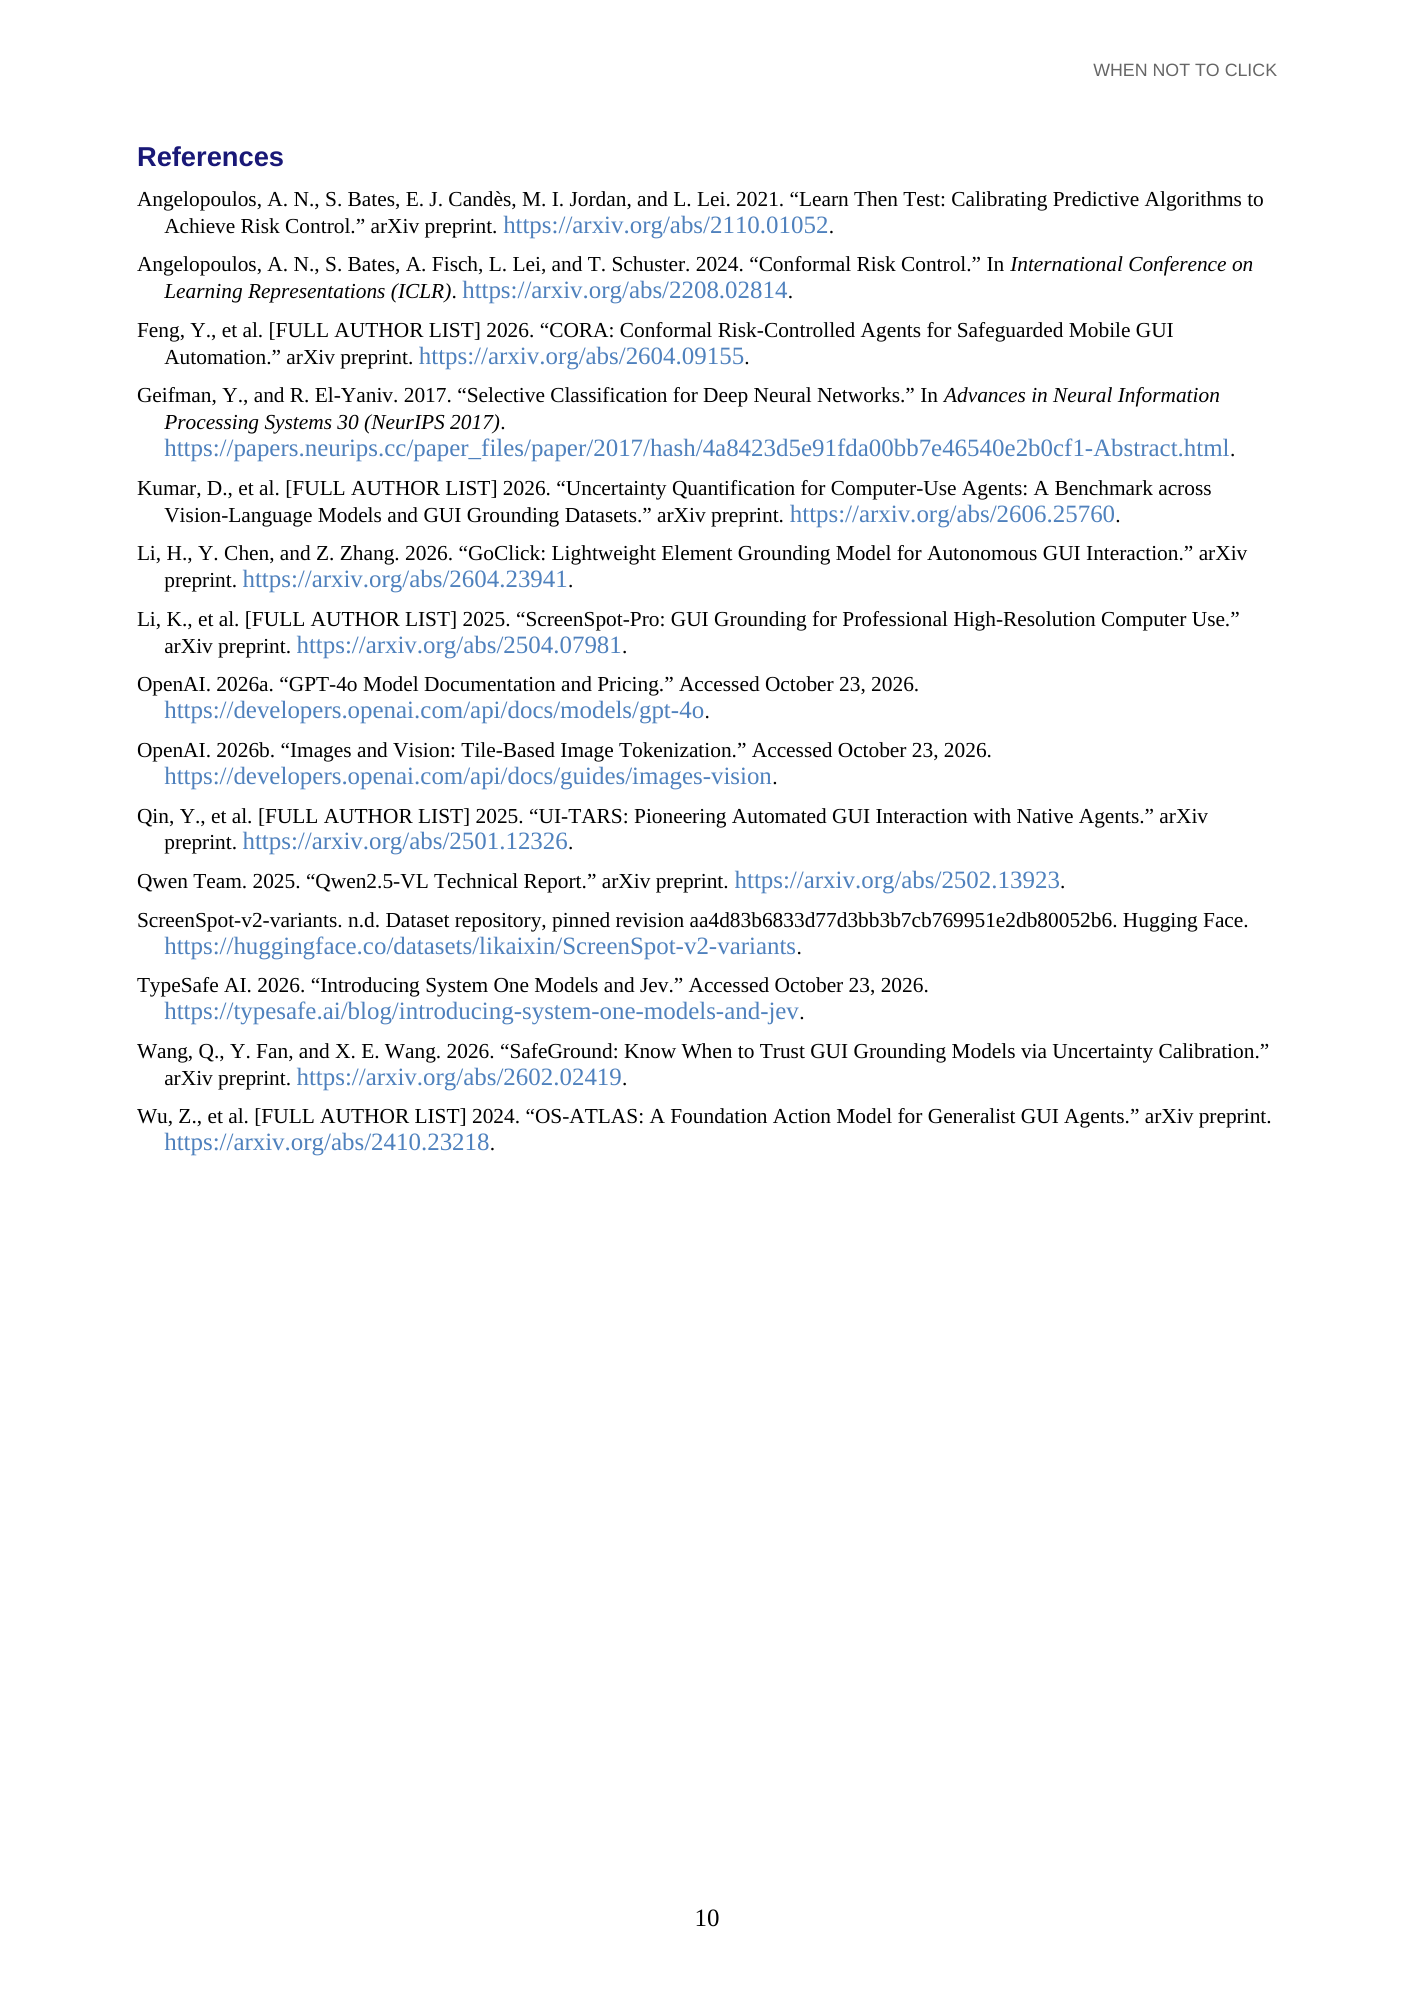 WHEN NOT TO CLICK
References
Angelopoulos, A. N., S. Bates, E. J. Candès, M. I. Jordan, and L. Lei. 2021. “Learn Then Test: Calibrating Predictive Algorithms to
Achieve Risk Control.” arXiv preprint. https://arxiv.org/abs/2110.01052.
Angelopoulos, A. N., S. Bates, A. Fisch, L. Lei, and T. Schuster. 2024. “Conformal Risk Control.” In International Conference on
Learning Representations (ICLR). https://arxiv.org/abs/2208.02814.
Feng, Y., et al. [FULL AUTHOR LIST] 2026. “CORA: Conformal Risk-Controlled Agents for Safeguarded Mobile GUI
Automation.” arXiv preprint. https://arxiv.org/abs/2604.09155.
Geifman, Y., and R. El-Yaniv. 2017. “Selective Classification for Deep Neural Networks.” In Advances in Neural Information
Processing Systems 30 (NeurIPS 2017).
https://papers.neurips.cc/paper_files/paper/2017/hash/4a8423d5e91fda00bb7e46540e2b0cf1-Abstract.html.
Kumar, D., et al. [FULL AUTHOR LIST] 2026. “Uncertainty Quantification for Computer-Use Agents: A Benchmark across
Vision-Language Models and GUI Grounding Datasets.” arXiv preprint. https://arxiv.org/abs/2606.25760.
Li, H., Y. Chen, and Z. Zhang. 2026. “GoClick: Lightweight Element Grounding Model for Autonomous GUI Interaction.” arXiv
preprint. https://arxiv.org/abs/2604.23941.
Li, K., et al. [FULL AUTHOR LIST] 2025. “ScreenSpot-Pro: GUI Grounding for Professional High-Resolution Computer Use.”
arXiv preprint. https://arxiv.org/abs/2504.07981.
OpenAI. 2026a. “GPT-4o Model Documentation and Pricing.” Accessed October 23, 2026.
https://developers.openai.com/api/docs/models/gpt-4o.
OpenAI. 2026b. “Images and Vision: Tile-Based Image Tokenization.” Accessed October 23, 2026.
https://developers.openai.com/api/docs/guides/images-vision.
Qin, Y., et al. [FULL AUTHOR LIST] 2025. “UI-TARS: Pioneering Automated GUI Interaction with Native Agents.” arXiv
preprint. https://arxiv.org/abs/2501.12326.
Qwen Team. 2025. “Qwen2.5-VL Technical Report.” arXiv preprint. https://arxiv.org/abs/2502.13923.
ScreenSpot-v2-variants. n.d. Dataset repository, pinned revision aa4d83b6833d77d3bb3b7cb769951e2db80052b6. Hugging Face.
https://huggingface.co/datasets/likaixin/ScreenSpot-v2-variants.
TypeSafe AI. 2026. “Introducing System One Models and Jev.” Accessed October 23, 2026.
https://typesafe.ai/blog/introducing-system-one-models-and-jev.
Wang, Q., Y. Fan, and X. E. Wang. 2026. “SafeGround: Know When to Trust GUI Grounding Models via Uncertainty Calibration.”
arXiv preprint. https://arxiv.org/abs/2602.02419.
Wu, Z., et al. [FULL AUTHOR LIST] 2024. “OS-ATLAS: A Foundation Action Model for Generalist GUI Agents.” arXiv preprint.
https://arxiv.org/abs/2410.23218.
10